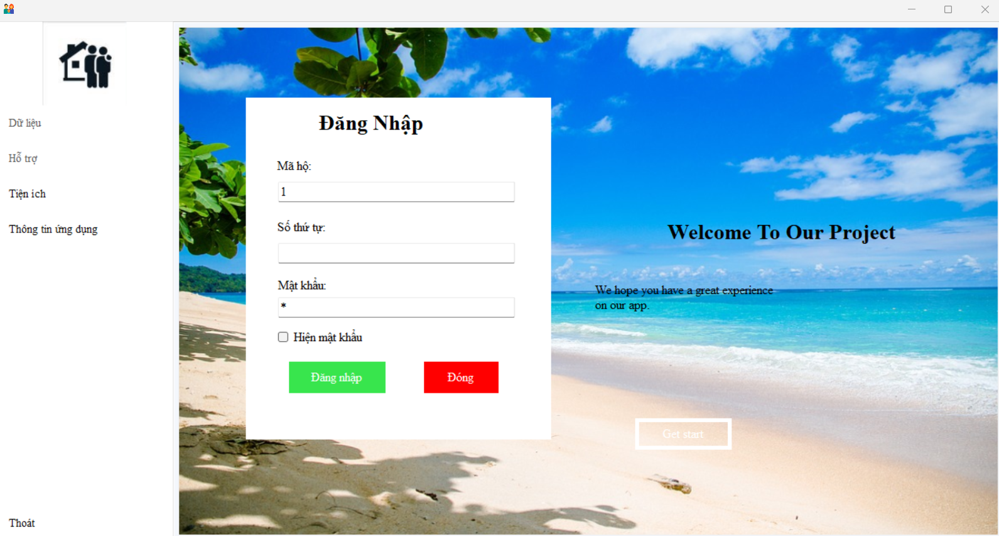 Dữ liệu
Hỗ trợ
Tiện ích
Thông tin ứng dụng
Thoát
Đăng Nhập
Mã hộ:
1
Số thứ tự:
Mật khẩu:
*
Hiện mật khẩu
Đăng nhập
Đóng
Welcome To Our Project
We hope you have a great experience
on our app.
Get start